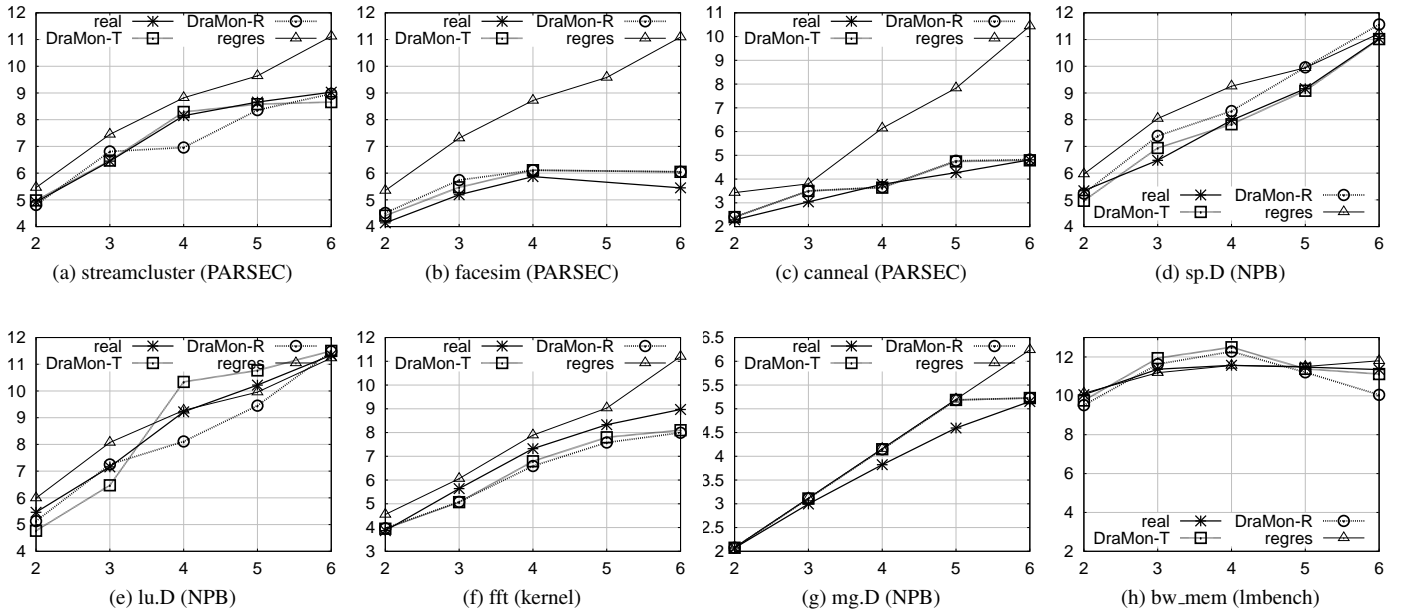 real DraMon-R
DraMon-T regres
12
11
10
9
8
7
6
5
4
2 3 4 5 6
(a) streamcluster (PARSEC)
real DraMon-R
DraMon-T regres
12
11
10
9
8
7
6
5
4
2 3 4 5 6
(b) facesim (PARSEC)
real DraMon-R
DraMon-T regres
11
10
9
8
7
6
5
4
3
2
2 3 4 5 6
(c) canneal (PARSEC)
12
11
10
9
8
7
6
5
4
real DraMon-R
DraMon-T regres
2 3 4 5 6
(d) sp.D (NPB)
real DraMon-R
DraMon-T regres
12
11
10
9
8
7
6
5
4
2 3 4 5 6
(e) lu.D (NPB)
real DraMon-R
DraMon-T regres
12
11
10
9
8
7
6
5
4
3
2 3 4 5 6
(f) fft (kernel)
real DraMon-R
DraMon-T regres
6.5
6
5.5
5
4.5
4
3.5
3
2.5
2
2 3 4 5 6
(g) mg.D (NPB)
12
10
8
6
4
2
real DraMon-R
DraMon-T regres
2 3 4 5 6
(h) bw_mem (lmbench)